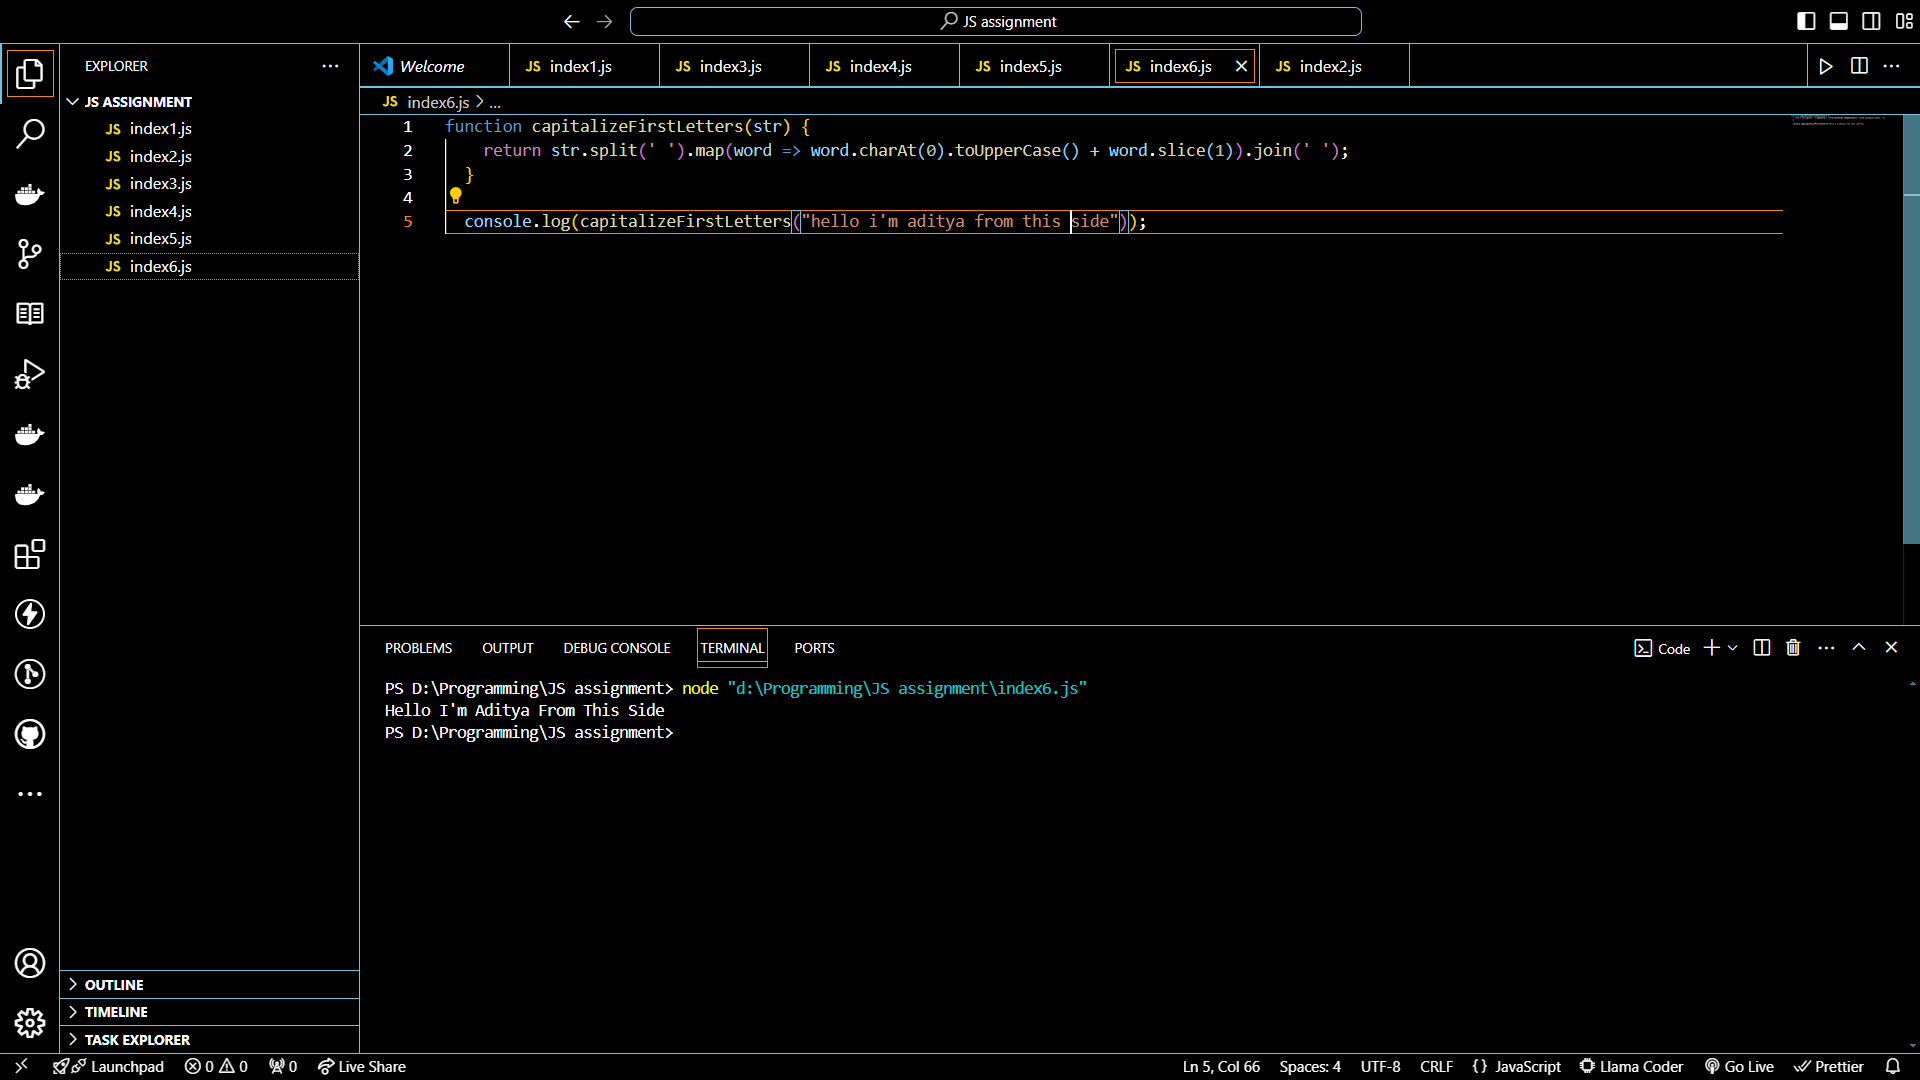 JS assignment
EXPLORER
JS ASSIGNMENT
JS index1.js
JS index2.js
JS index3.js
JS index4.js
JS index5.js
JS index6.js
OUTLINE
TIMELINE
TASK EXPLORER
Welcome JS index1.js JS index3.js JS index4.js JS index5.js JS index6.js JS index2.js
JS index6.js > ...
1 function capitalizeFirstLetters(str) {
2 return str.split(' ').map(word => word.charAt(0).toUpperCase() + word.slice(1)).join(' ');
3 }
4
5 console.log(capitalizeFirstLetters("hello i'm aditya from this side"));
PROBLEMS OUTPUT DEBUG CONSOLE TERMINAL PORTS Code
PS D:\Programming\JS assignment> node "d:\Programming\JS assignment\index6.js"
Hello I'm Aditya From This Side
PS D:\Programming\JS assignment>
Launchpad 0 0 0 Live Share Ln 5, Col 66 Spaces: 4 UTF-8 CRLF {} JavaScript Llama Coder Go Live Prettier